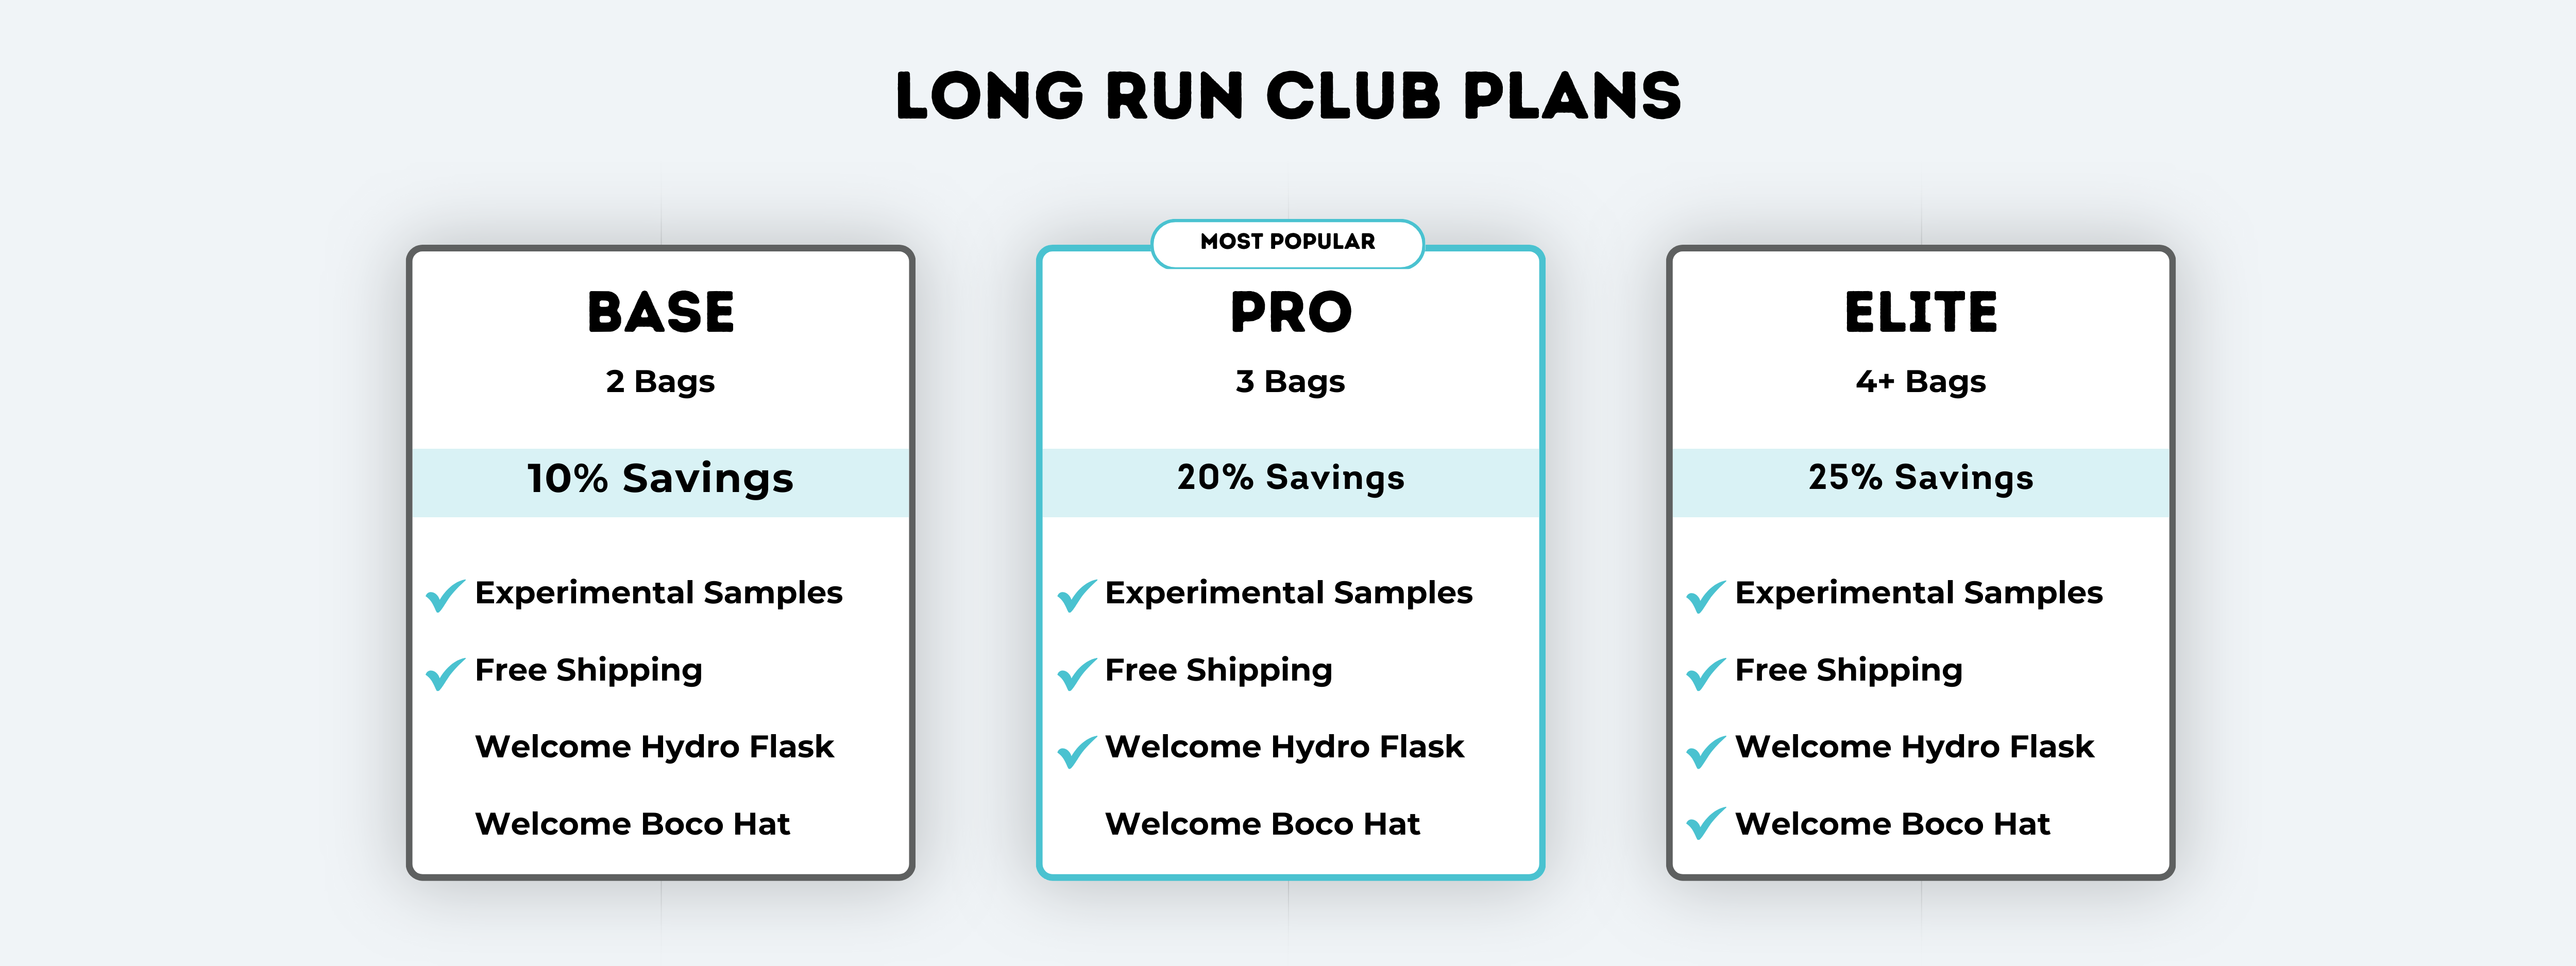 LONG RUN CLUB PLANS
BASE
2 Bags
10% Savings
Experimental Samples
Free Shipping
Welcome Hydro Flask
Welcome Boco Hat
MOST POPULAR
PRO
3 Bags
20% Savings
Experimental Samples
Free Shipping
Welcome Hydro Flask
Welcome Boco Hat
ELITE
4+ Bags
25% Savings
Experimental Samples
Free Shipping
Welcome Hydro Flask
Welcome Boco Hat